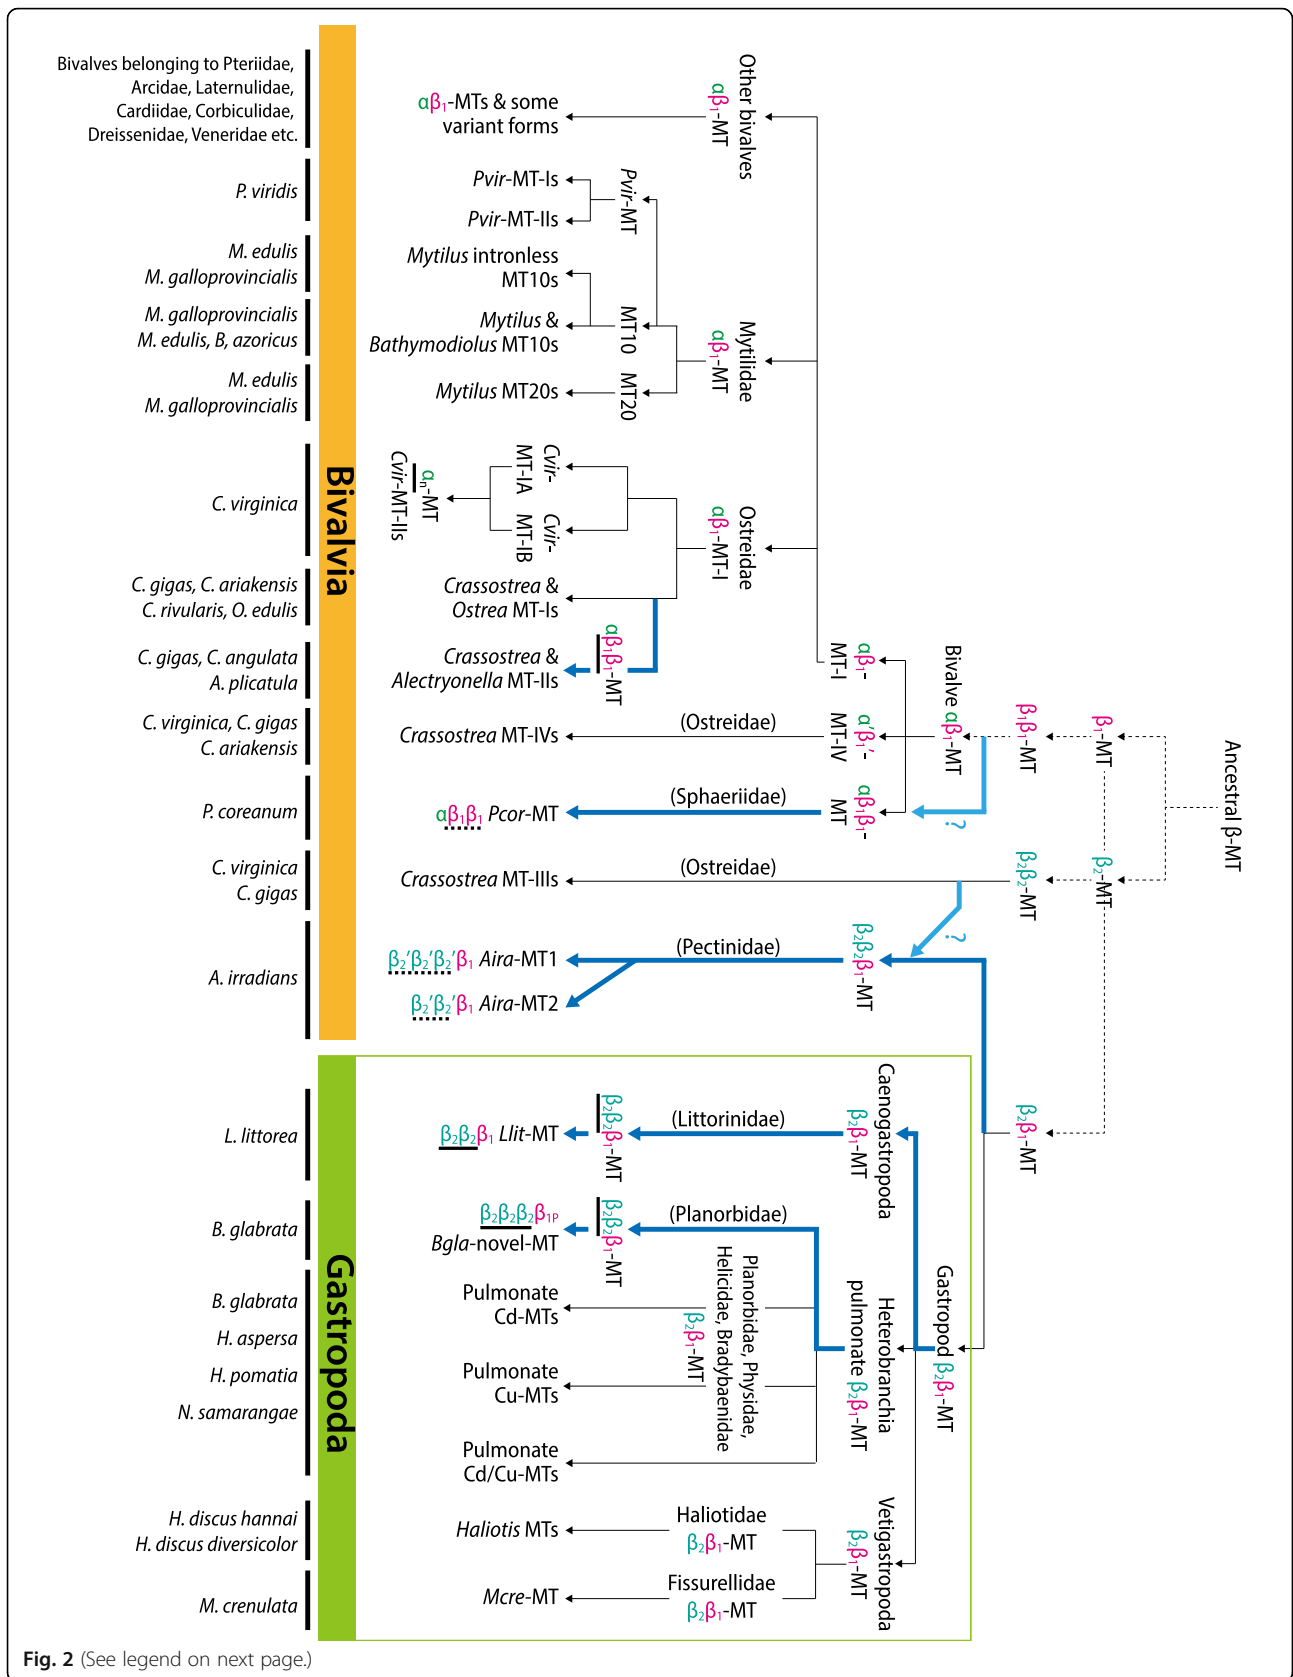 Bivalves belonging to Pteriidae,
Arcidae, Laternulidae,
Cardiidae, Corbiculidae,
Dreissenidae, Veneridae etc.
P. viridis
M. edulis
M. galloprovincialis
M. galloprovincialis
M. edulis, B, azoricus
M. edulis
M. galloprovincialis
C. virginica
C. gigas, C. ariakensis
C. rivularis, O. edulis
C. gigas, C. angulata
A. plicatula
C. virginica, C. gigas
C. ariakensis
P. coreanum
C. virginica
C. gigas
A. irradians
L. littorea
B. glabrata
B. glabrata
H. aspersa
H. pomatia
N. samarangae
H. discus hannai
H. discus diversicolor
M. crenulata
Bivalvia
Gastropoda
αβ₁-MTs & some
variant forms
Pvir-MT-Is
Pvir-MT-IIs
Mytilus intronless
MT10s
Mytilus &
Bathymodiolus MT10s
Mytilus MT20s
αₙ-MT
Cvir-MT-IIs
Crassostrea &
Ostrea MT-Is
Crassostrea &
Alectryonella MT-IIs
Crassostrea MT-IVs
αβ₁β₁ Pcor-MT
Crassostrea MT-IIIs
β₂′β₂′β₂′β₁ Aira-MT1
β₂′β₂′β₁ Aira-MT2
β₂β₂β₁ Llit-MT
β₂β₂β₂β₁P
Bgla-novel-MT
Pulmonate
Cd-MTs
Pulmonate
Cu-MTs
Pulmonate
Cd/Cu-MTs
Haliotis MTs
Mcre-MT
Pvir-MT
MT10
MT20
Cvir-
MT-IA
Cvir-
MT-IB
αβ₁β₁-MT
(Ostreidae)
(Sphaeriidae)
(Ostreidae)
(Pectinidae)
(Littorinidae)
β₂β₂β₁-MT
(Planorbidae)
β₂β₂β₁-MT
Planorbidae, Physidae,
Helicidae, Bradybaenidae
β₂β₁-MT
Haliotidae
β₂β₁-MT
Fissurellidae
β₂β₁-MT
Other bivalves
αβ₁-MT
Mytilidae
αβ₁-MT
Ostreidae
αβ₁-MT-I
αβ₁-
MT-I
α′β₁′-
MT-IV
αβ₁β₁-
MT
β₂β₂β₁-MT
Caenogastropoda
β₂β₁-MT
Heterobranchia
pulmonate β₂β₁-MT
Vetigastropoda
β₂β₁-MT
Bivalve αβ₁-MT
?
?
Gastropod β₂β₁-MT
β₁β₁-MT
β₂β₂-MT
β₂β₁-MT
β₁-MT
β₂-MT
Ancestral β-MT
Fig. 2 (See legend on next page.)